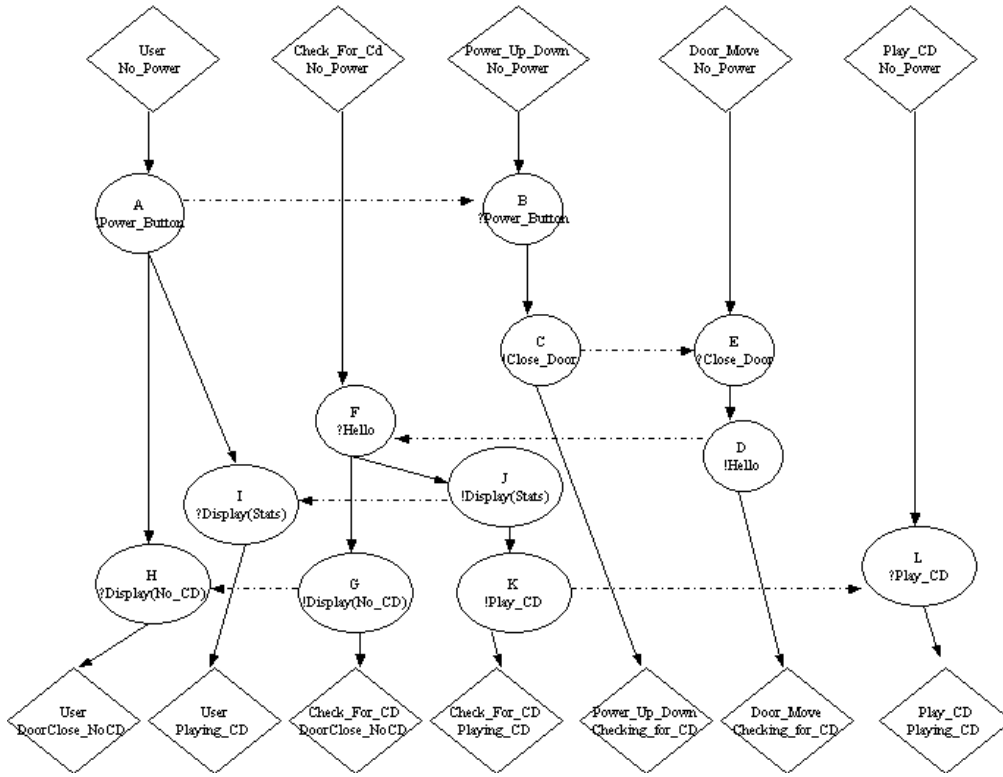 User
No_Power
Check_For_Cd
No_Power
Power_Up_Down
No_Power
Door_Move
No_Power
Play_CD
No_Power
A
!Power_Button
B
?Power_Button
C
!Close_Door
E
?Close_Door
F
?Hello
D
!Hello
I
?Display(Stats)
J
!Display(Stats)
H
?Display(No_CD)
G
!Display(No_CD)
K
!Play_CD
L
?Play_CD
User
DoorClose_NoCD
User
Playing_CD
Check_For_CD
DoorClose_NoCD
Check_For_CD
Playing_CD
Power_Up_Down
Checking_for_CD
Door_Move
Checking_for_CD
Play_CD
Playing_CD